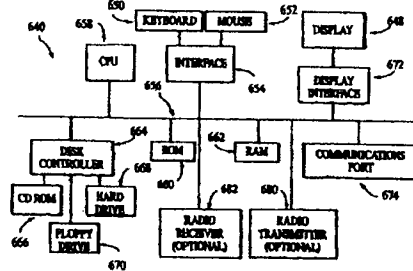 650
KEYBOARD
MOUSE
652
658
640
CPU
INTERFACE
654
DISPLAY
648
672
DISPLAY
INTERFACE
656
664
DESK
CONTROLLER
ROM
660
662
RAM
COMMUNICATIONS
PORT
674
CD ROM
666
668
HARD
DRIVE
FLOPPY
DRIVE
670
682
RADIO
RECEIVER
(OPTIONAL)
680
RADIO
TRANSMITTER
(OPTIONAL)